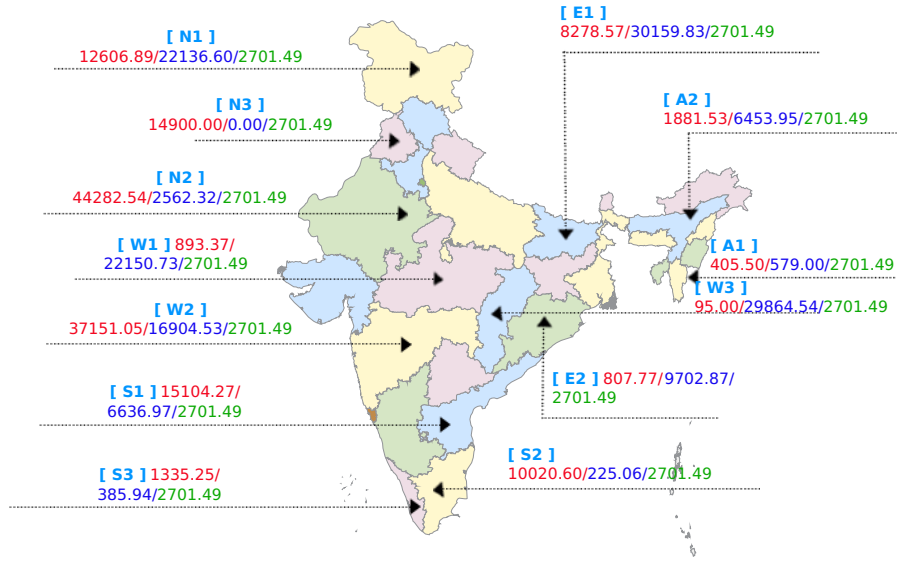 [ N1 ]
12606.89/22136.60/2701.49
[ E1 ]
8278.57/30159.83/2701.49
[ N3 ]
14900.00/0.00/2701.49
[ A2 ]
1881.53/6453.95/2701.49
[ N2 ]
44282.54/2562.32/2701.49
[ W1 ] 893.37/
22150.73/2701.49
[ A1 ]
405.50/579.00/2701.49
[ W3 ]
95.00/29864.54/2701.49
[ W2 ]
37151.05/16904.53/2701.49
[ E2 ] 807.77/9702.87/
2701.49
[ S1 ] 15104.27/
6636.97/2701.49
[ S2 ]
10020.60/225.06/2701.49
[ S3 ] 1335.25/
385.94/2701.49